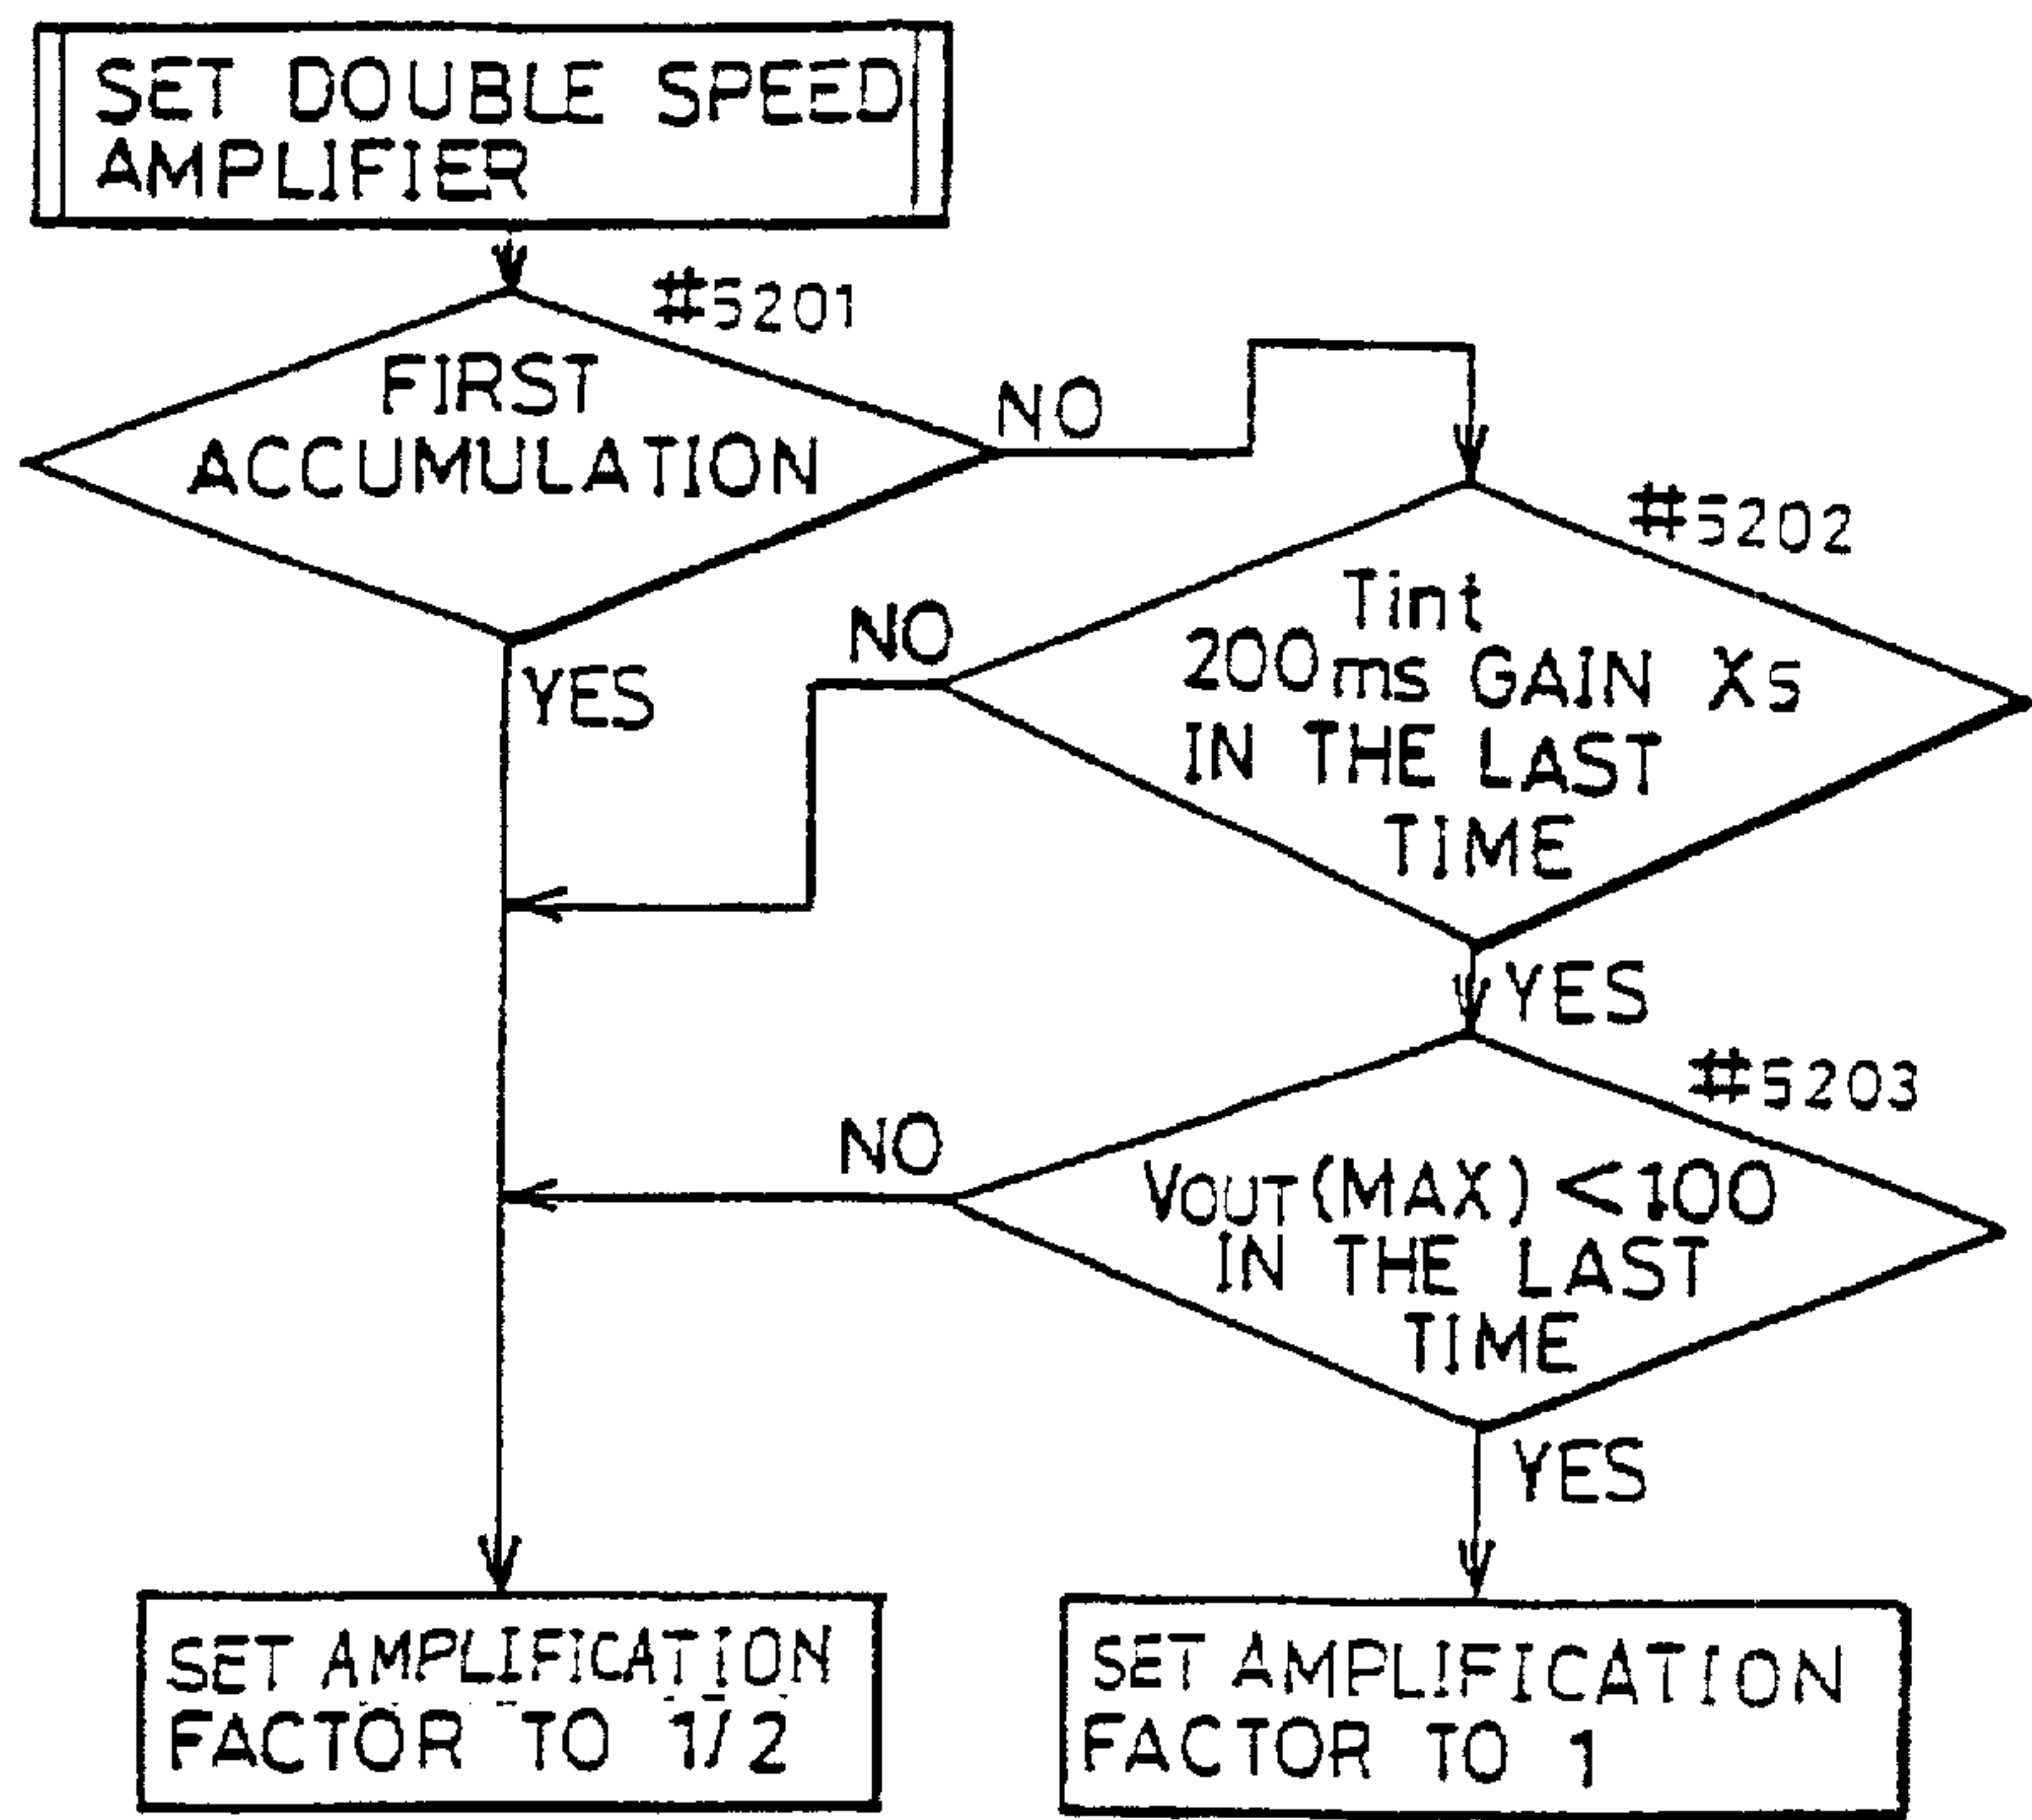 SET DOUBLE SPEED
AMPLIFIER
#5201
FIRST
ACCUMULATION
NO
YES
#5202
Tint
200ms GAIN X5
IN THE LAST
TIME
NO
YES
#5203
VOUT(MAX)<100
IN THE LAST
TIME
NO
YES
SET AMPLIFICATION
FACTOR TO 1/2
SET AMPLIFICATION
FACTOR TO 1